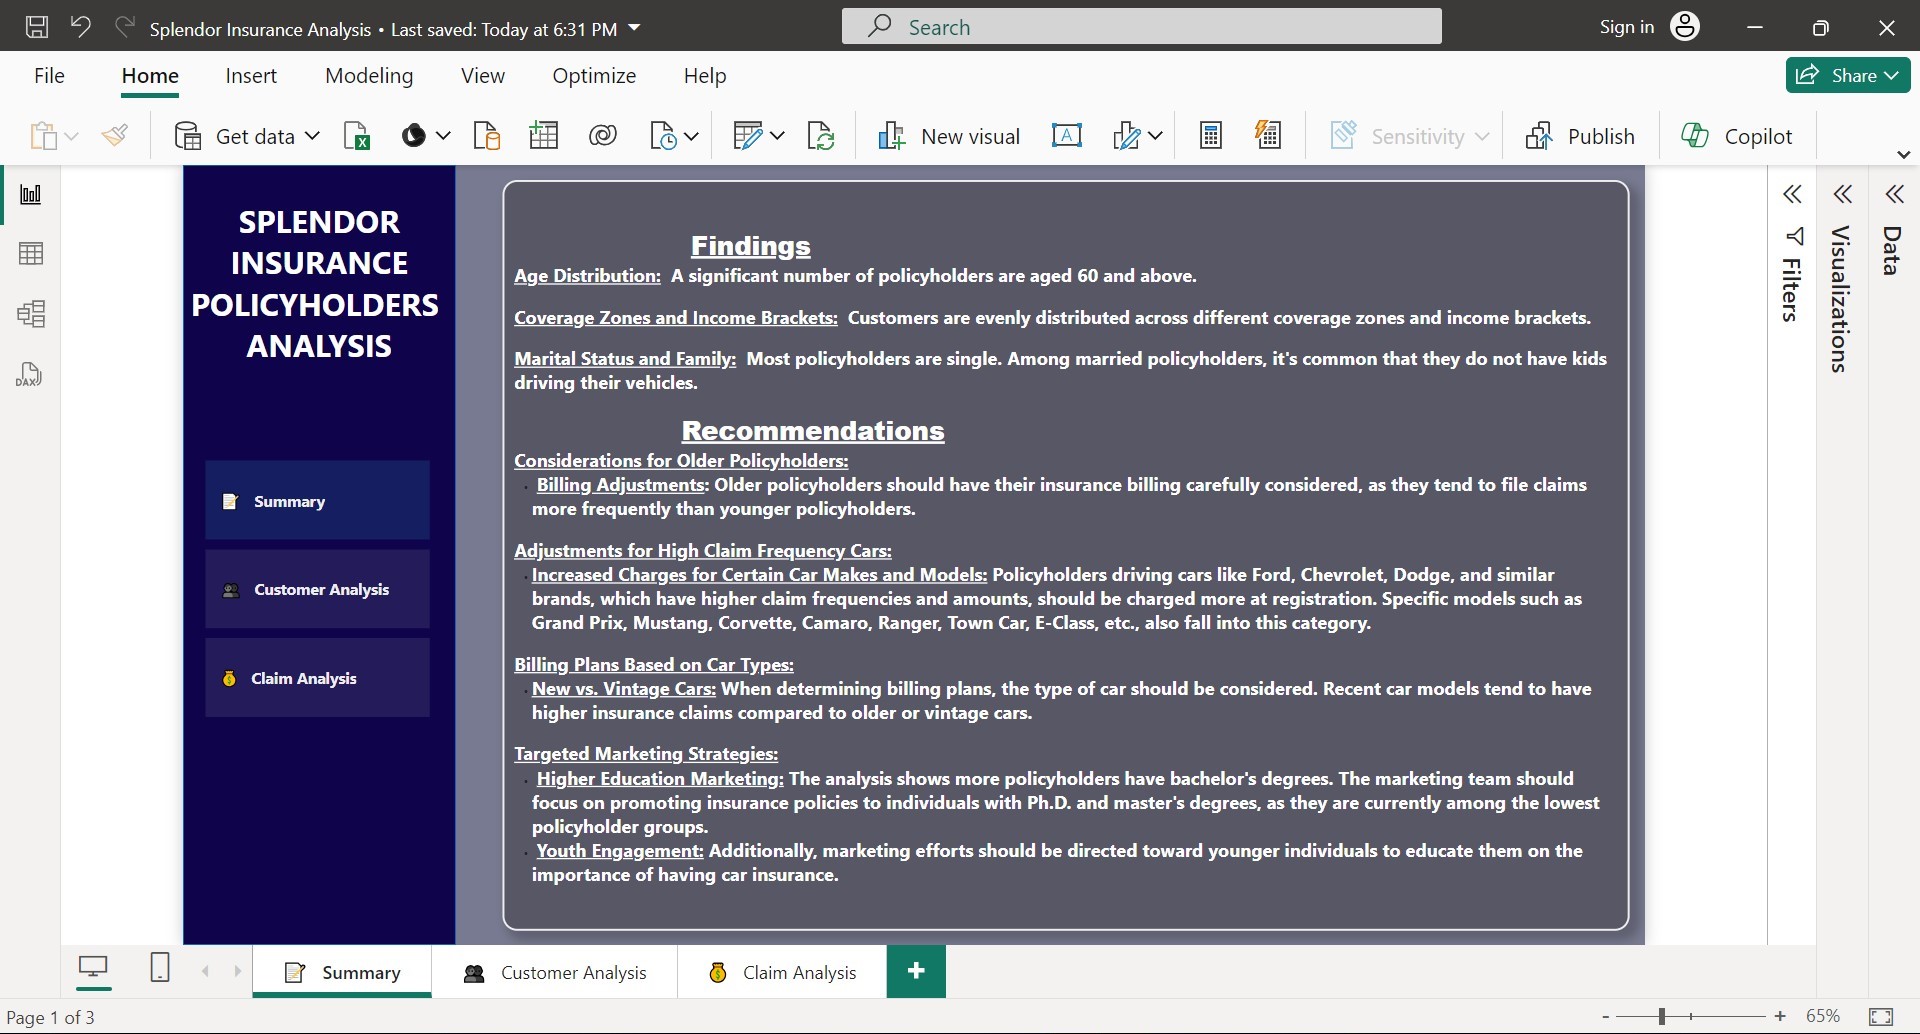 Splendor Insurance Analysis • Last saved: Today at 6:31 PM
Search
Sign in
File Home Insert Modeling View Optimize Help
Share
Get data
New visual
A
Sensitivity
Publish
Copilot
DAX
SPLENDOR
INSURANCE
POLICYHOLDERS
ANALYSIS
Summary
Customer Analysis
Claim Analysis
Findings
Age Distribution: A significant number of policyholders are aged 60 and above.
Coverage Zones and Income Brackets: Customers are evenly distributed across different coverage zones and income brackets.
Marital Status and Family: Most policyholders are single. Among married policyholders, it's common that they do not have kids
driving their vehicles.
Recommendations
Considerations for Older Policyholders:
· Billing Adjustments: Older policyholders should have their insurance billing carefully considered, as they tend to file claims
more frequently than younger policyholders.
Adjustments for High Claim Frequency Cars:
· Increased Charges for Certain Car Makes and Models: Policyholders driving cars like Ford, Chevrolet, Dodge, and similar
brands, which have higher claim frequencies and amounts, should be charged more at registration. Specific models such as
Grand Prix, Mustang, Corvette, Camaro, Ranger, Town Car, E-Class, etc., also fall into this category.
Billing Plans Based on Car Types:
· New vs. Vintage Cars: When determining billing plans, the type of car should be considered. Recent car models tend to have
higher insurance claims compared to older or vintage cars.
Targeted Marketing Strategies:
· Higher Education Marketing: The analysis shows more policyholders have bachelor's degrees. The marketing team should
focus on promoting insurance policies to individuals with Ph.D. and master's degrees, as they are currently among the lowest
policyholder groups.
· Youth Engagement: Additionally, marketing efforts should be directed toward younger individuals to educate them on the
importance of having car insurance.
Filters
Visualizations
Data
Summary
Customer Analysis
Claim Analysis
+
Page 1 of 3
- + 65%